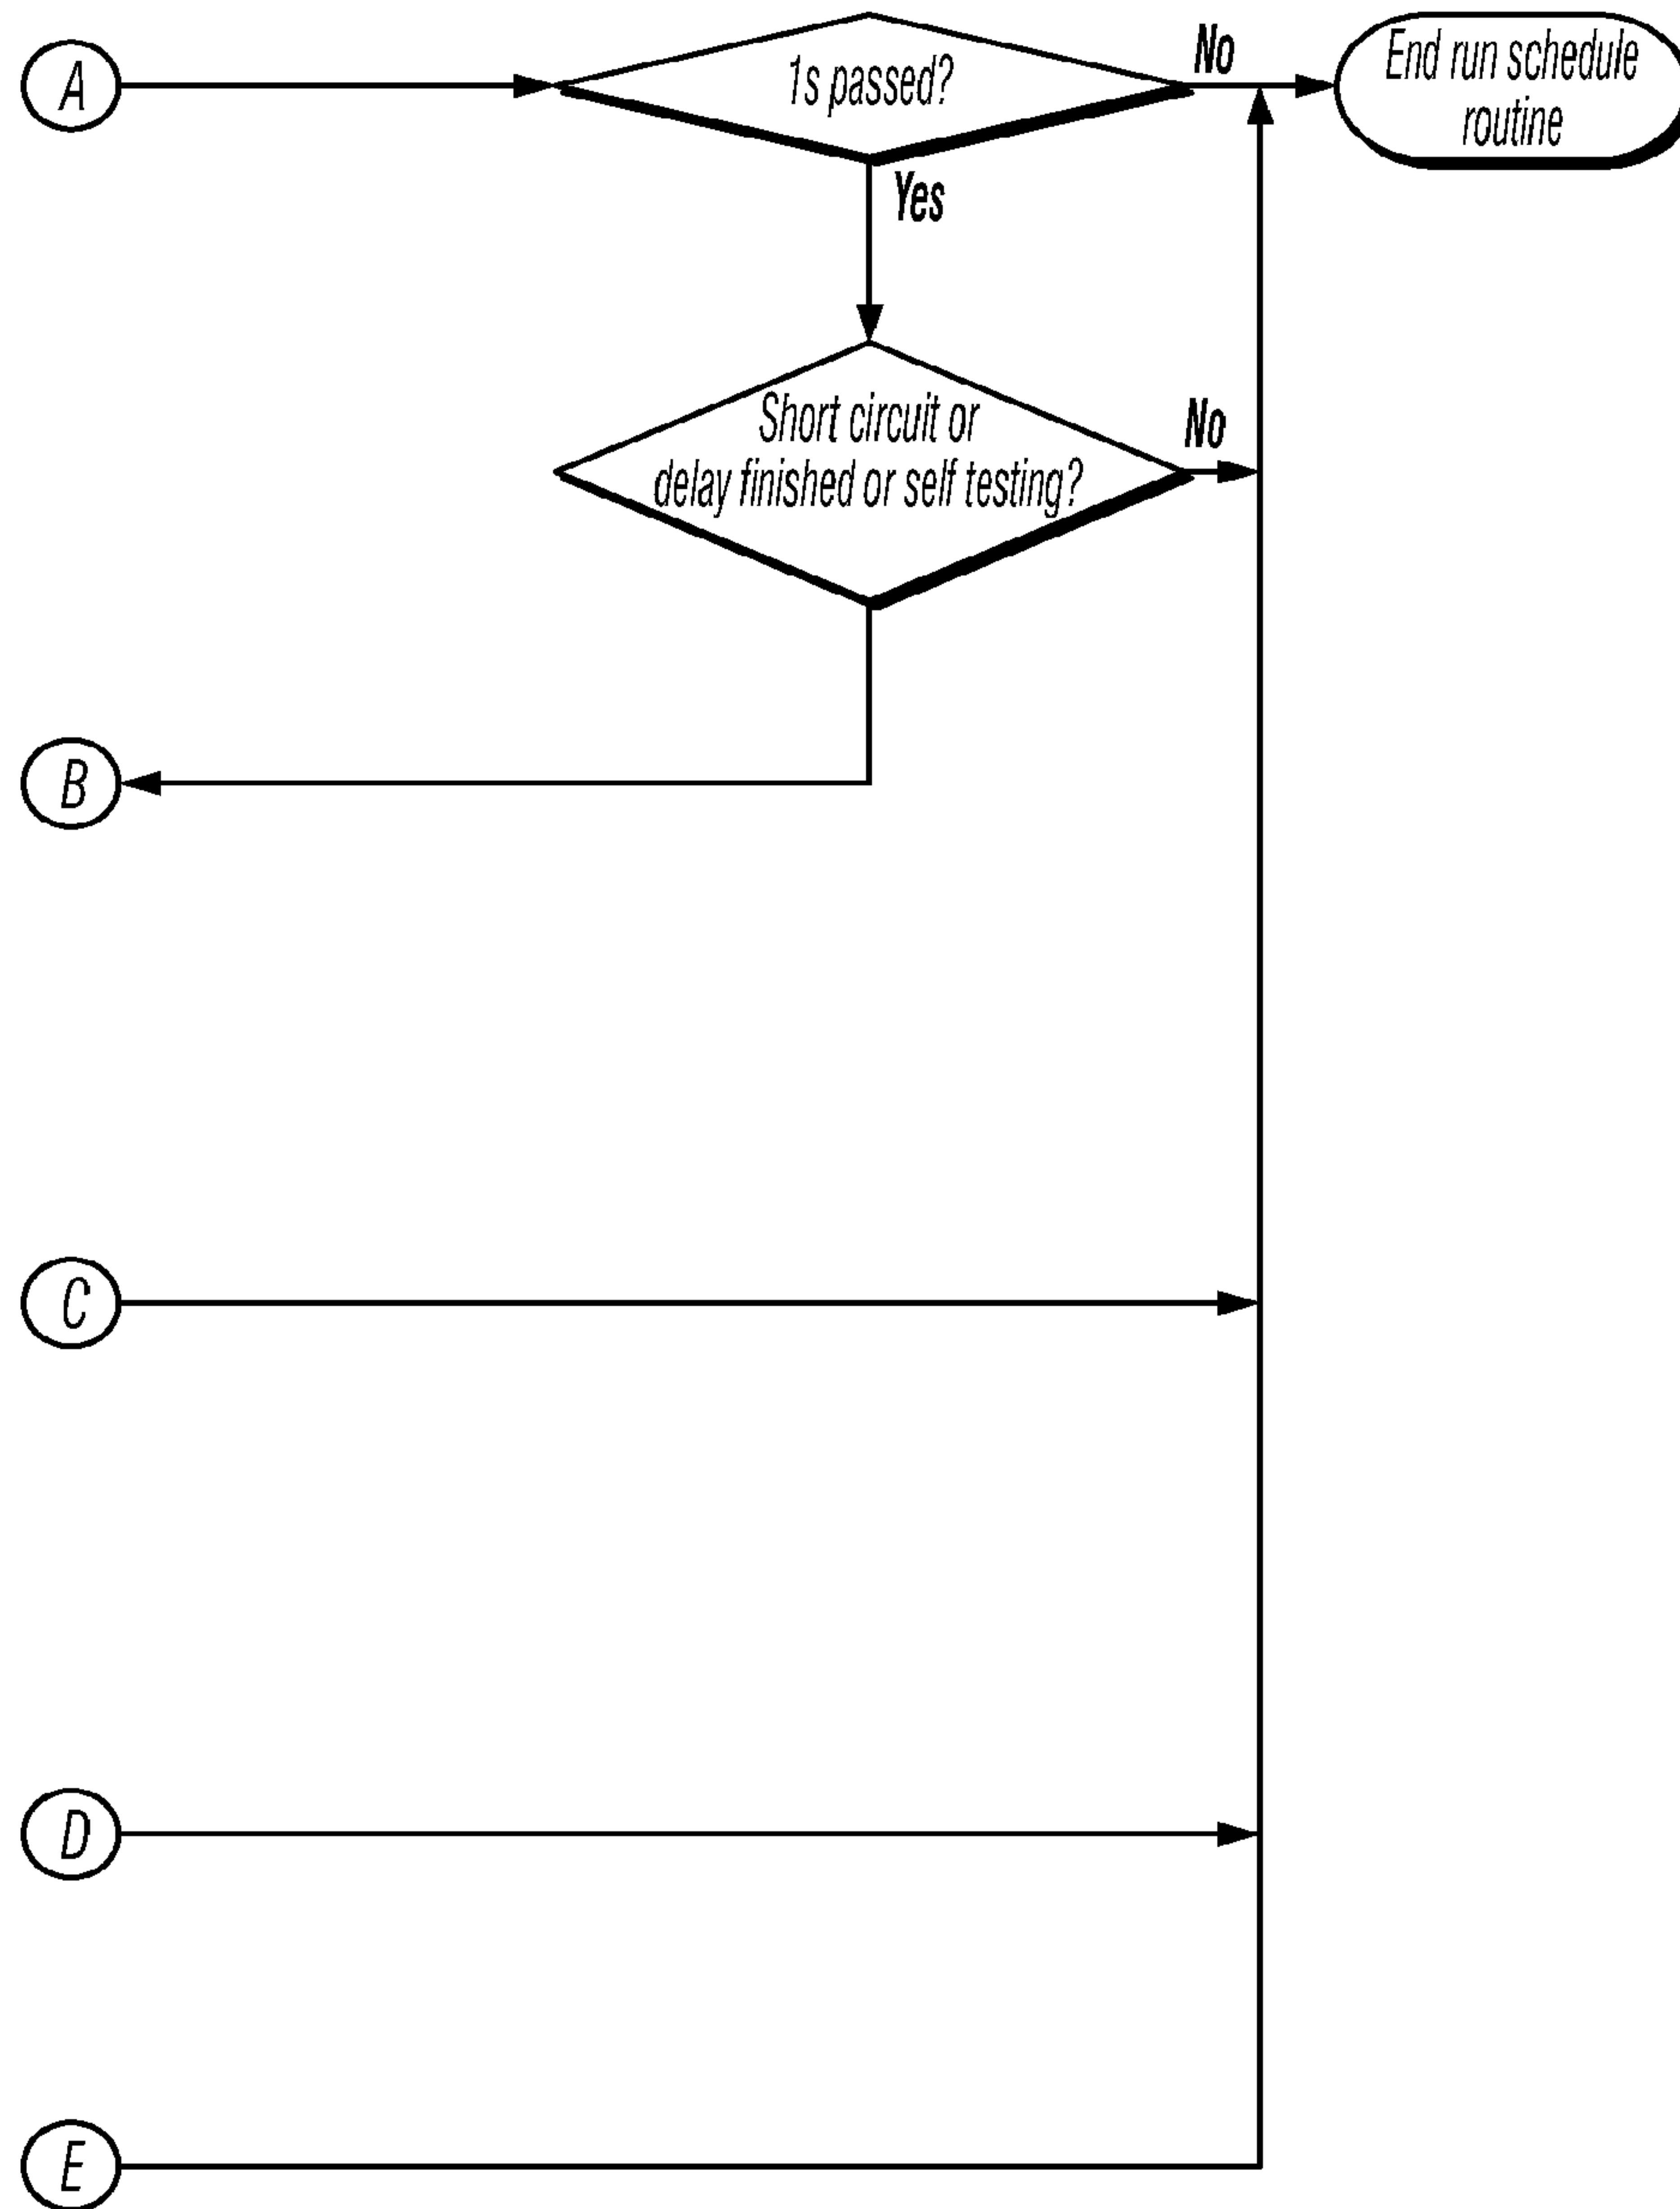 A
1s passed?
No
End run schedule
routine
Yes
Short circuit or
delay finished or self testing?
No
B
C
D
E